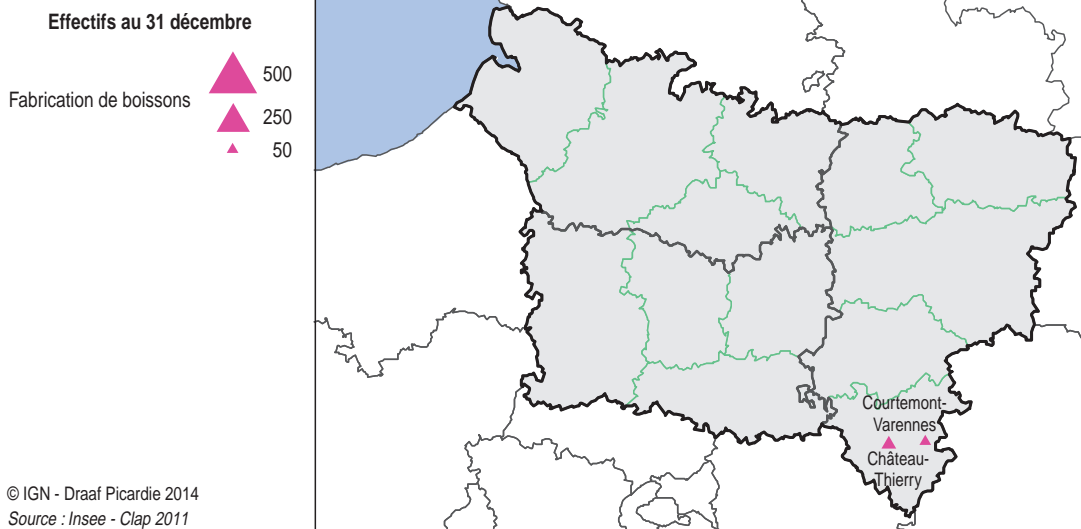 Effectifs au 31 décembre
Fabrication de boissons
500
250
50
Courtemont-
Varennes
Château-
Thierry
© IGN - Draaf Picardie 2014
Source : Insee - Clap 2011